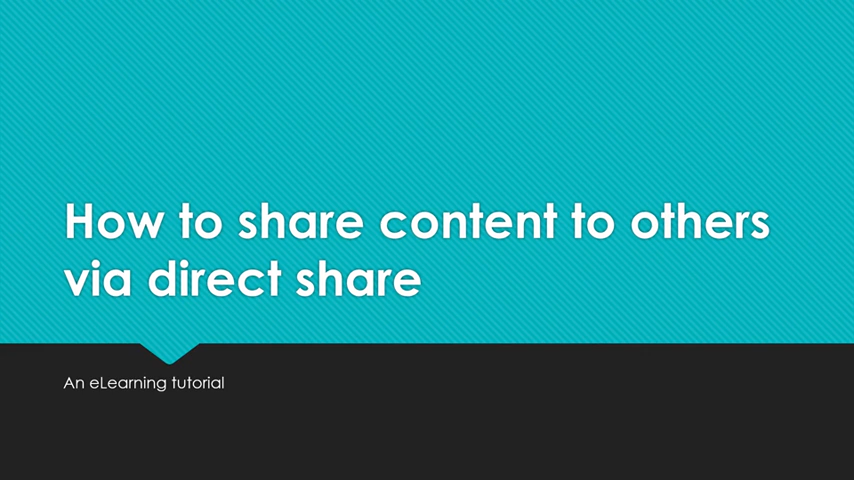 How to share content to others
via direct share
An eLearning tutorial